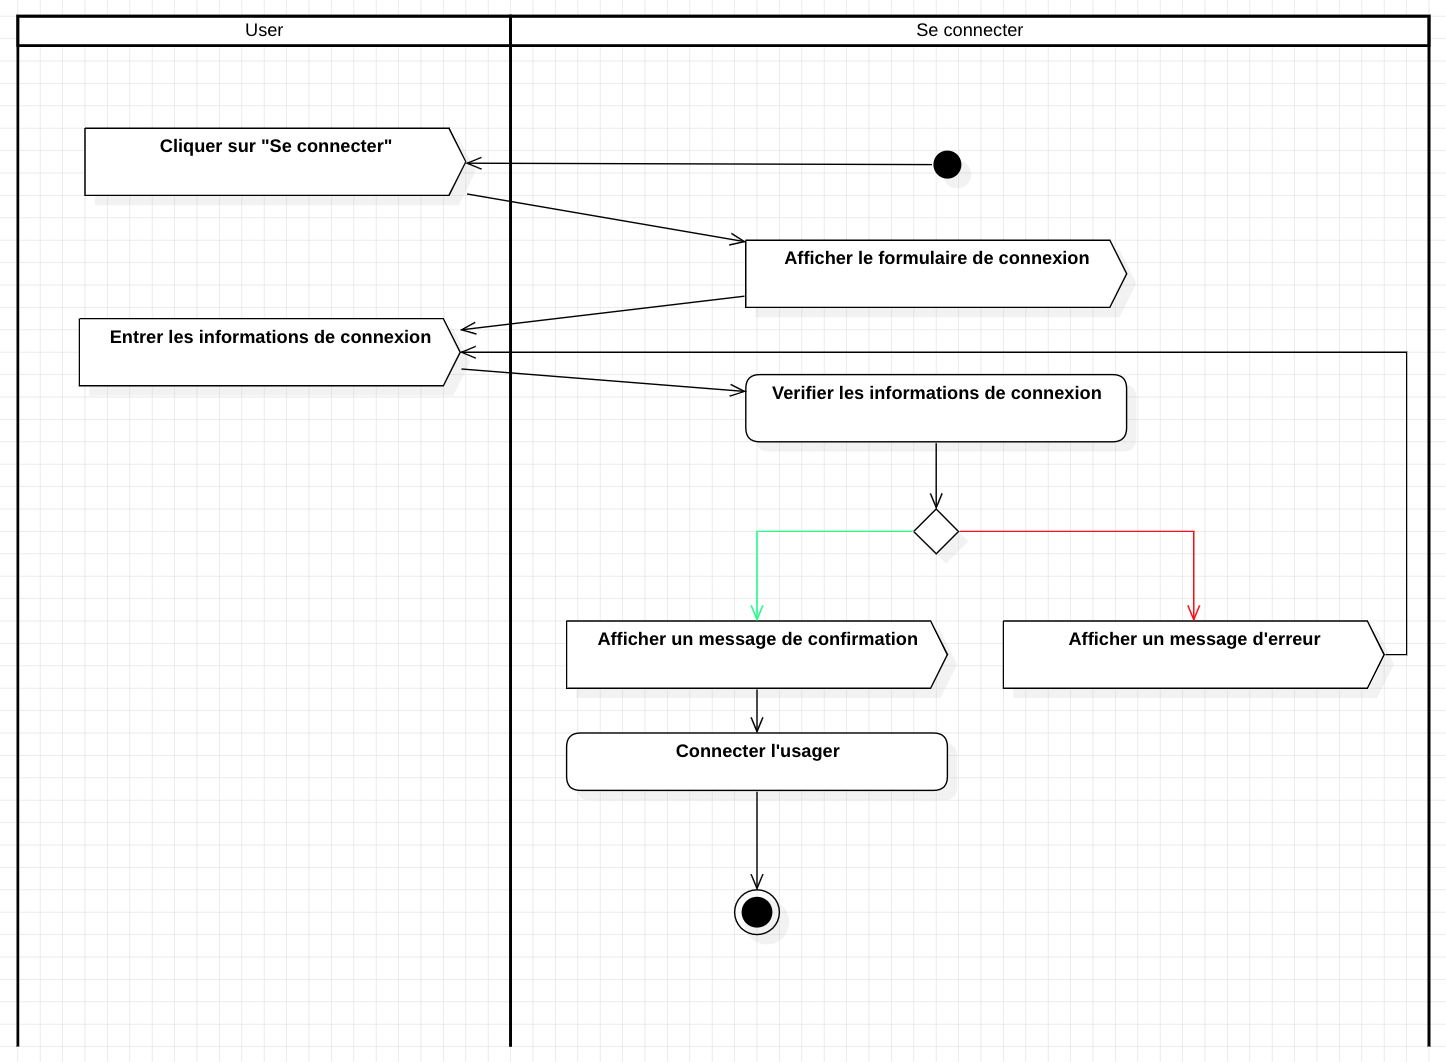 User
Se connecter
Cliquer sur "Se connecter"
Afficher le formulaire de connexion
Entrer les informations de connexion
Verifier les informations de connexion
Afficher un message de confirmation
Afficher un message d'erreur
Connecter l'usager